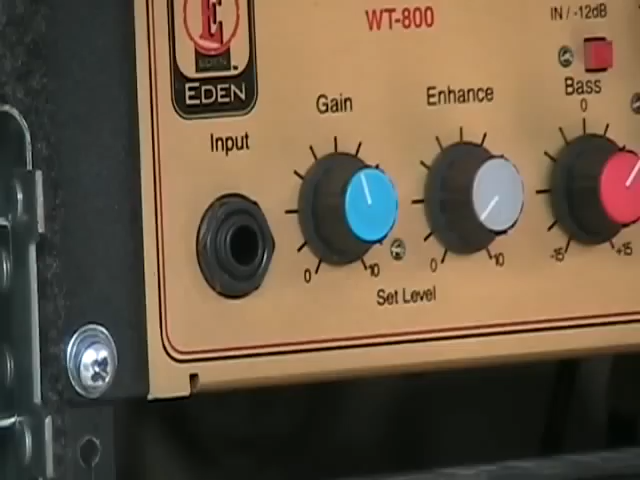 E
EDEN
EDEN
WT-800
IN / -12dB
Input
Gain
Enhance
Bass
0
0
10
0
10
-15
+15
Set Level